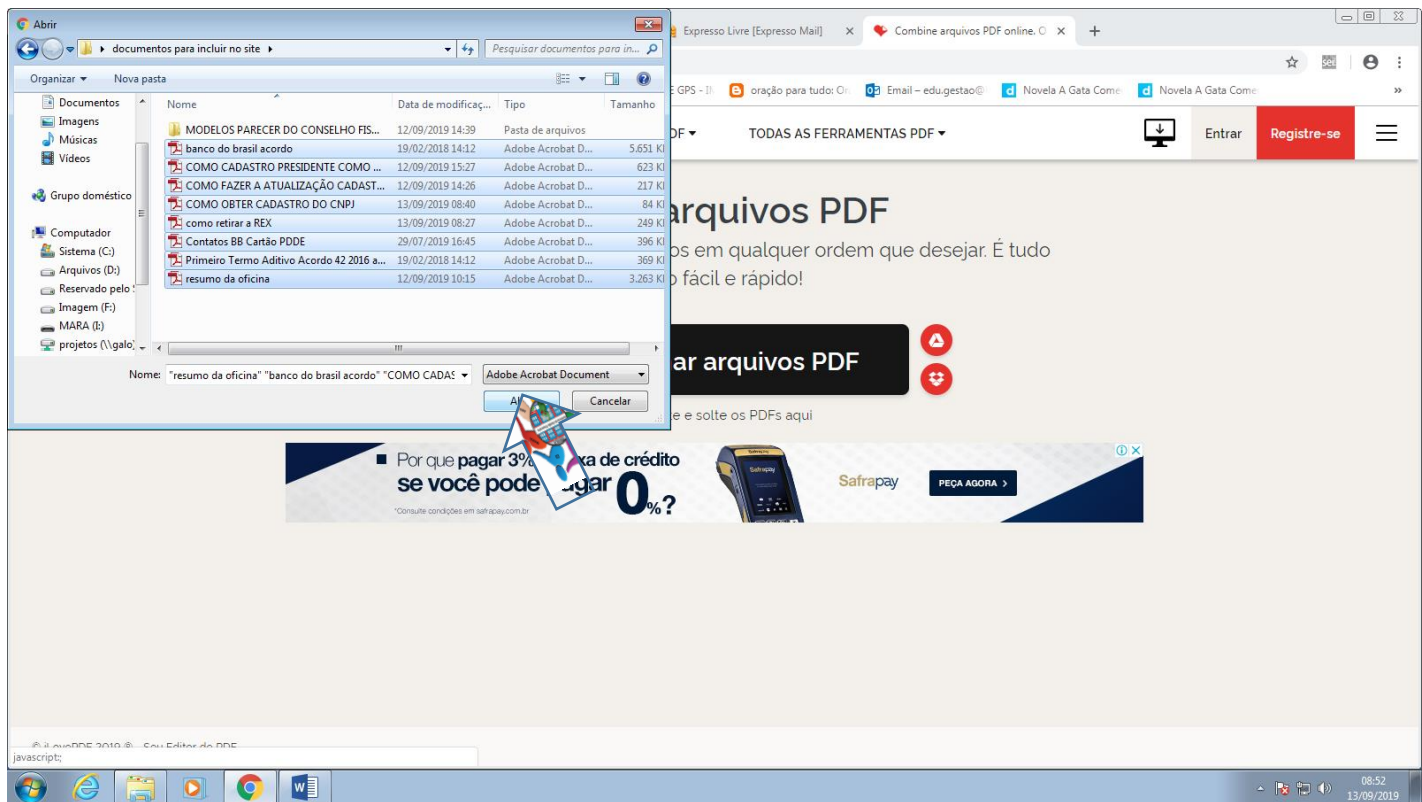 Abrir
documentos para incluir no site
Pesquisar documentos para in...
Organizar Nova pasta
Documentos
Imagens
Músicas
Vídeos
Grupo doméstico
Computador
Sistema (C:)
Arquivos (D:)
Reservado pelo
Imagem (F:)
MARA (I:)
projetos (\\galo)
Nome Data de modificaç... Tipo Tamanho
MODELOS PARECER DO CONSELHO FIS... 12/09/2019 14:39 Pasta de arquivos
banco do brasil acordo 19/02/2018 14:12 Adobe Acrobat D... 5.651 K
COMO CADASTRO PRESIDENTE COMO ... 12/09/2019 15:27 Adobe Acrobat D... 623 K
COMO FAZER A ATUALIZAÇÃO CADAST... 12/09/2019 14:26 Adobe Acrobat D... 217 K
COMO OBTER CADASTRO DO CNPJ 13/09/2019 08:40 Adobe Acrobat D... 84 K
como retirar a REX 13/09/2019 08:27 Adobe Acrobat D... 249 K
Contatos BB Cartão PDDE 29/07/2019 16:45 Adobe Acrobat D... 396 K
Primeiro Termo Aditivo Acordo 42 2016 a... 19/02/2018 14:12 Adobe Acrobat D... 369 K
resumo da oficina 12/09/2019 10:15 Adobe Acrobat D... 3.263 K
Nome: "resumo da oficina" "banco do brasil acordo" "COMO CADAS Adobe Acrobat Document
Cancelar
Expresso Livre [Expresso Mail] Combine arquivos PDF online. O
E GPS - oração para tudo: Email – edu.gestao@ Novela A Gata Come Novela A Gata Come »
DF TODAS AS FERRAMENTAS PDF Entrar Registre-se
arquivos PDF
os em qualquer ordem que desejar. É tudo
fácil e rápido!
ar arquivos PDF
e solte os PDFs aqui
Por que pagar 3% xa de crédito
se você pode pagar 0%?
*Consulte condições em safrapay.com.br
Safrapay
PEÇA AGORA >
© iLovePDF 2019 ® - Seu Editor de PDF
javascript:;
08:52
13/09/2019